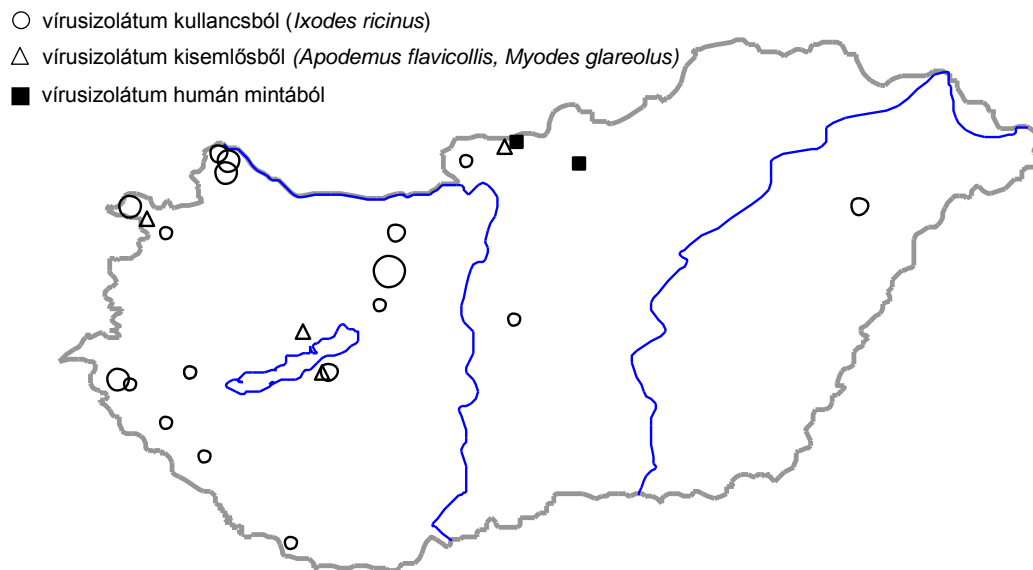 vírusizolátum kullancsból (Ixodes ricinus)
vírusizolátum kisemlősből (Apodemus flavicollis, Myodes glareolus)
vírusizolátum humán mintából